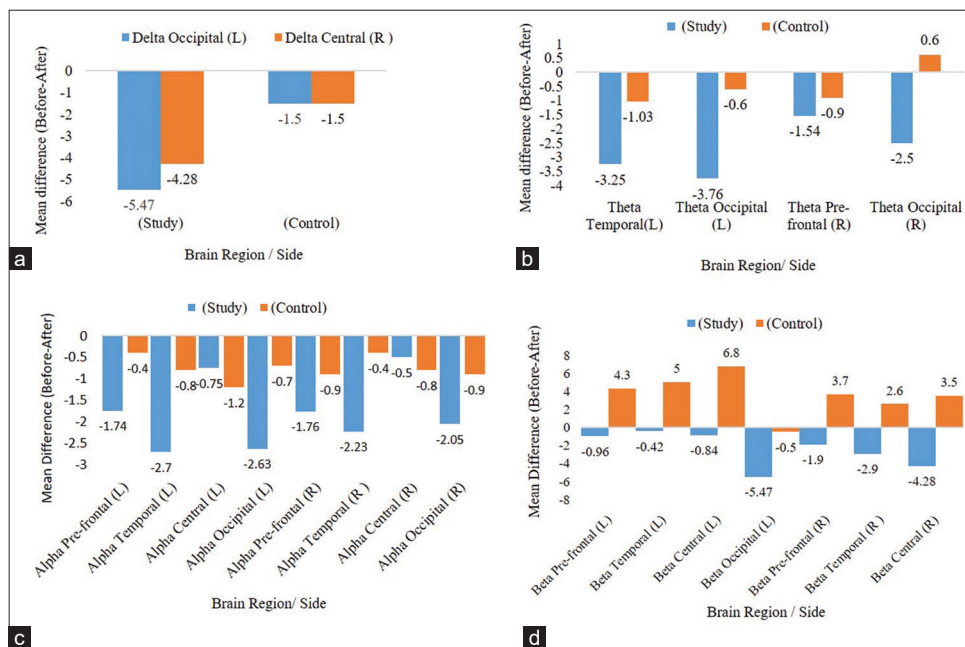 Delta Occipital (L) Delta Central (R )
Mean difference (Before-After)
0
-1
-2
-3
-4
-5
-6
-5.47
-4.28
-1.5
-1.5
(Study)
(Control)
Brain Region / Side
a
(Study) (Control)
Mean difference (Before-After)
1
0.5
0
-0.5
-1
-1.5
-2
-2.5
-3
-3.5
-4
-3.25
-1.03
-3.76
-0.6
-1.54
-0.9
-2.5
0.6
Theta Theta Occipital Theta Pre- Theta Occipital
Temporal(L) (L) frontal (R) (R)
Brain Region/ Side
b
(Study) (Control)
Mean Difference (Before-After)
0
-0.5
-1
-1.5
-2
-2.5
-3
-1.74
-0.4
-2.7
-0.8
-0.75
-1.2
-2.63
-0.7
-1.76
-0.9
-2.23
-0.4
-0.5
-0.8
-2.05
-0.9
Alpha Pre-frontal (L)
Alpha Temporal (L)
Alpha Central (L)
Alpha Occipital (L)
Alpha Pre-frontal (R)
Alpha Temporal (R )
Alpha Central (R)
Alpha Occipital (R)
Brain Region/ Side
c
(Study) (Control)
Mean Difference (Before-After)
8
6
4
2
0
-2
-4
-6
-8
-0.96
4.3
-0.42
5
-0.84
6.8
-5.47
-0.5
-1.9
3.7
-2.9
2.6
-4.28
3.5
Beta Pre-frontal (L)
Beta Temporal (L)
Beta Central (L)
Beta Occipital (L)
Beta Pre-frontal (R)
Beta Temporal (R )
Beta Central (R)
Brain Region / Side
d